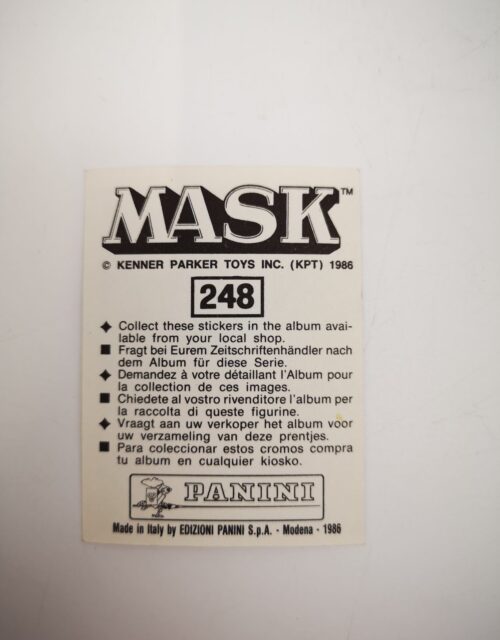 MASK™
© KENNER PARKER TOYS INC. (KPT) 1986
248
◆ Collect these stickers in the album avai-
lable from your local shop.
■ Fragt bei Eurem Zeitschriftenhändler nach
dem Album für diese Serie.
◆ Demandez à votre détaillant l'Album pour
la collection de ces images.
■ Chiedete al vostro rivenditore l'album per
la raccolta di queste figurine.
◆ Vraagt aan uw verkoper het album voor
uw verzameling van deze prentjes.
■ Para coleccionar estos cromos compra
tu album en cualquier kiosko.
PANINI
Made in Italy by EDIZIONI PANINI S.p.A. - Modena - 1986